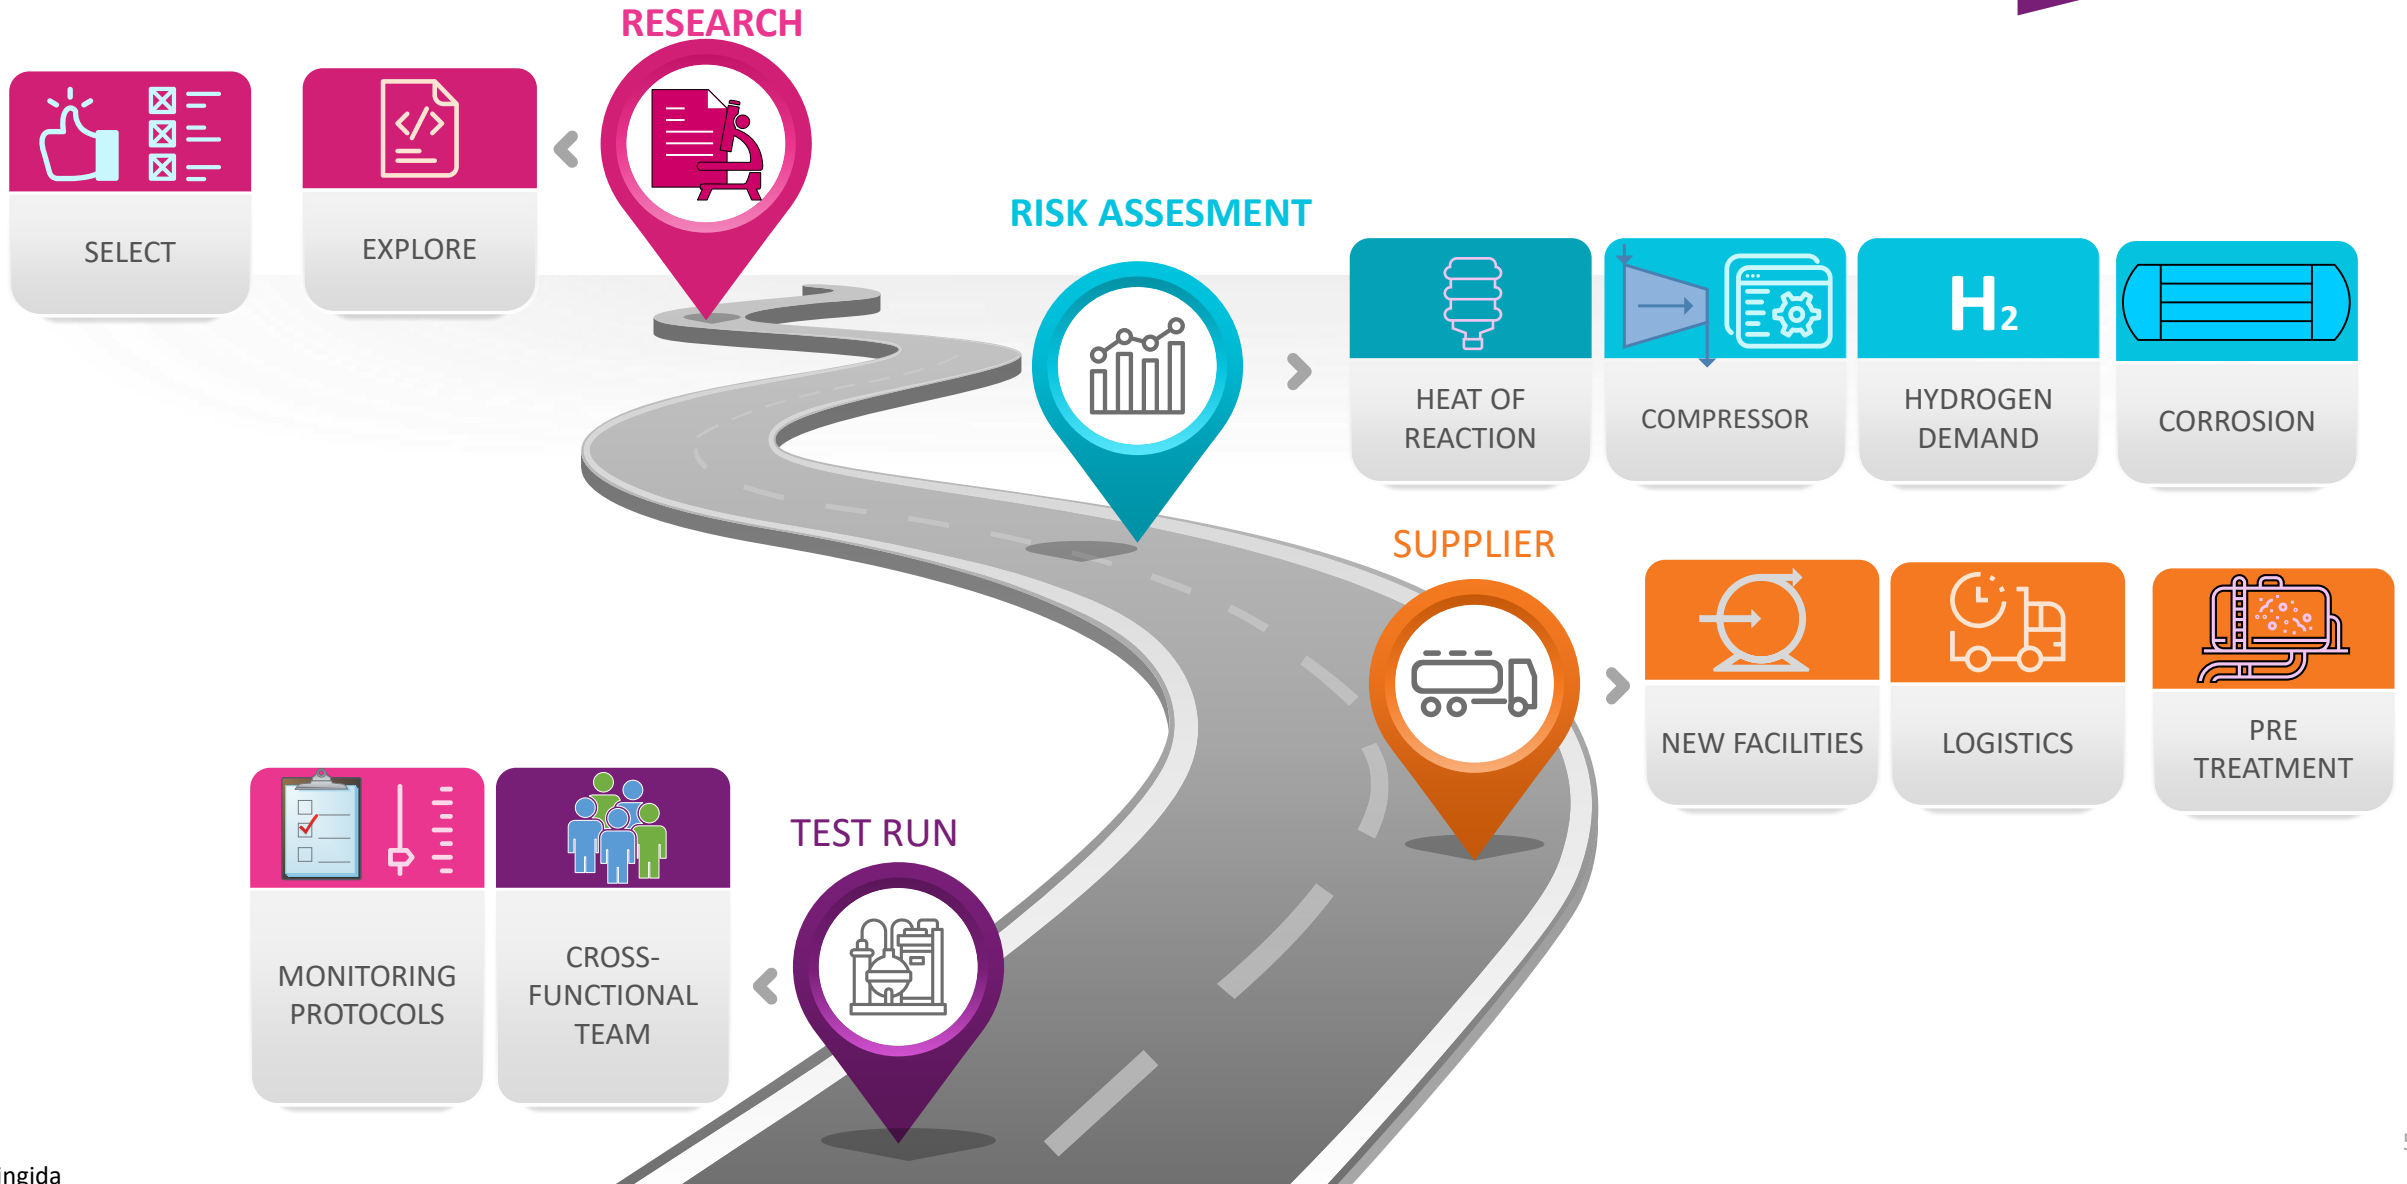 RESEARCH
SELECT
EXPLORE
RISK ASSESMENT
H2
HEAT OF
REACTION
COMPRESSOR
HYDROGEN
DEMAND
CORROSION
SUPPLIER
NEW FACILITIES
LOGISTICS
PRE
TREATMENT
TEST RUN
MONITORING
PROTOCOLS
CROSS-
FUNCTIONAL
TEAM